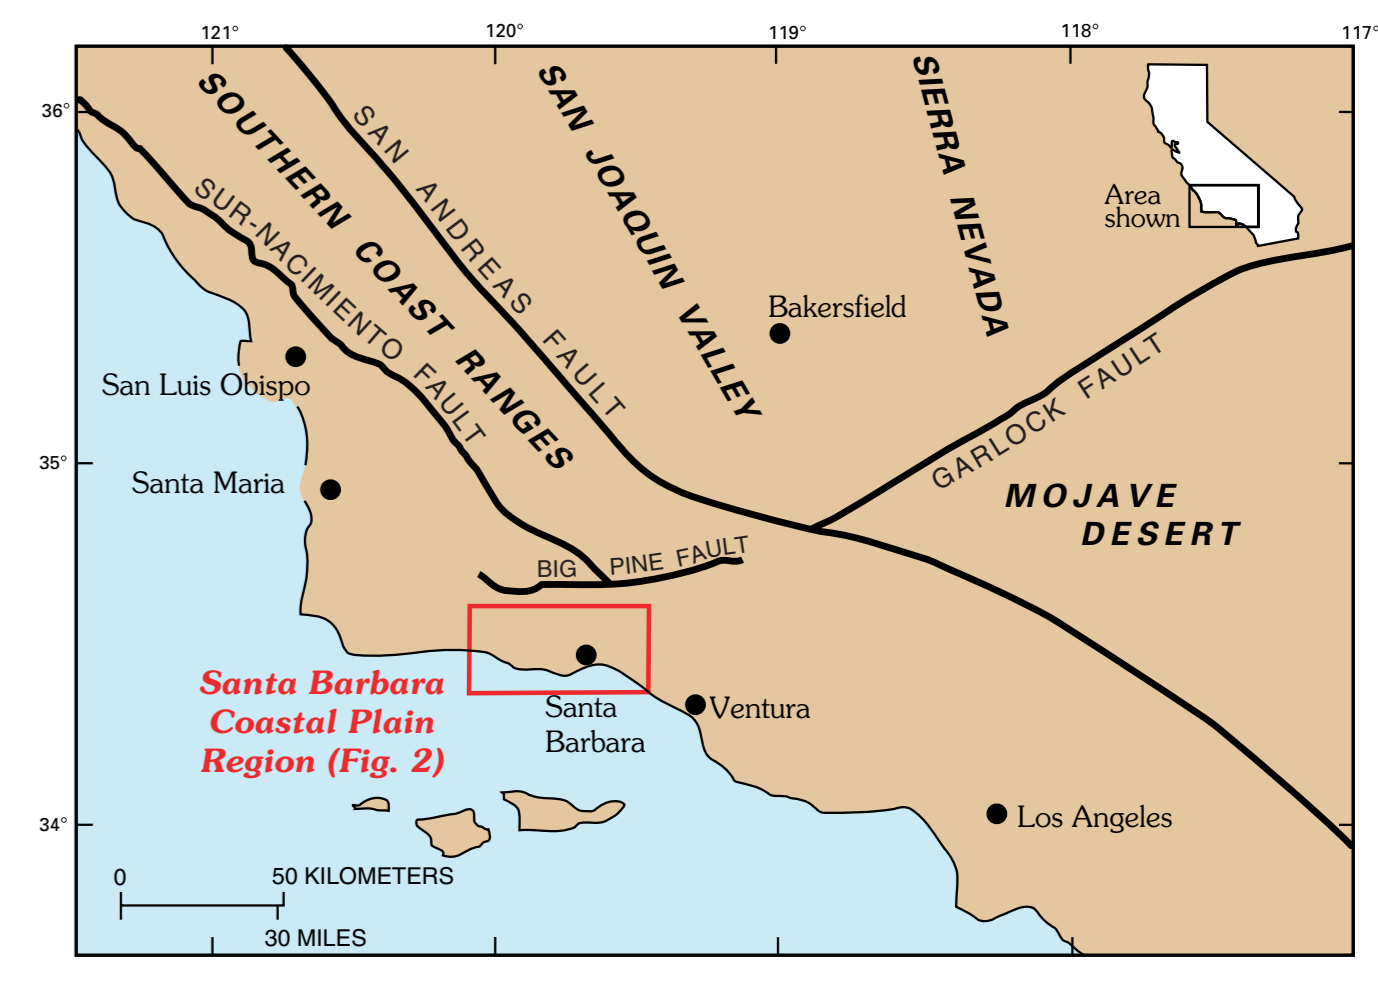 121°
120°
119°
118°
117°
36°
35°
34°
SOUTHERN COAST RANGES
SAN ANDREAS FAULT
SUR-NACIMIENTO FAULT
SAN JOAQUIN VALLEY
SIERRA NEVADA
Area
shown
Bakersfield
San Luis Obispo
GARLOCK FAULT
Santa Maria
MOJAVE
DESERT
BIG PINE FAULT
Santa Barbara
Coastal Plain
Region (Fig. 2)
Santa
Barbara
Ventura
Los Angeles
0
50 KILOMETERS
30 MILES